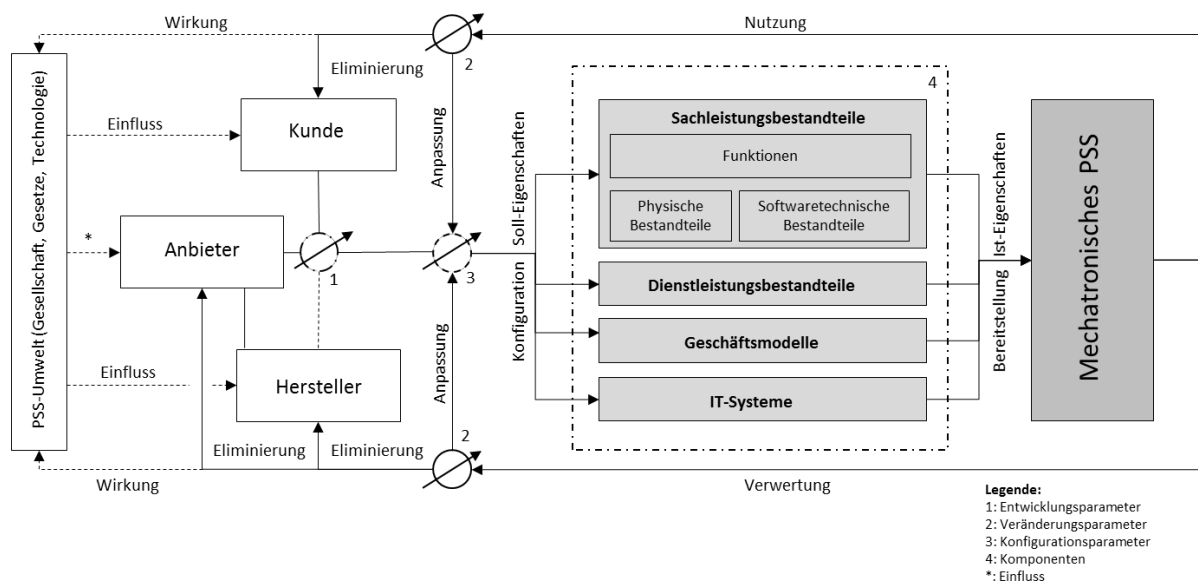 Wirkung
Nutzung
2
Eliminierung
4
PSS-Umwelt (Gesellschaft, Gesetze, Technologie)
Einfluss
Kunde
Anpassung
Soll-Eigenschaften
Sachleistungsbestandteile
Funktionen
Physische
Bestandteile
Softwaretechnische
Bestandteile
Ist-Eigenschaften
Mechatronisches PSS
*
Anbieter
1
3
Konfiguration
Dienstleistungsbestandteile
Bereitstellung
Geschäftsmodelle
Einfluss
Hersteller
Anpassung
IT-Systeme
Eliminierung
Eliminierung
2
Wirkung
Verwertung
Legende:
1: Entwicklungsparameter
2: Veränderungsparameter
3: Konfigurationsparameter
4: Komponenten
*: Einfluss